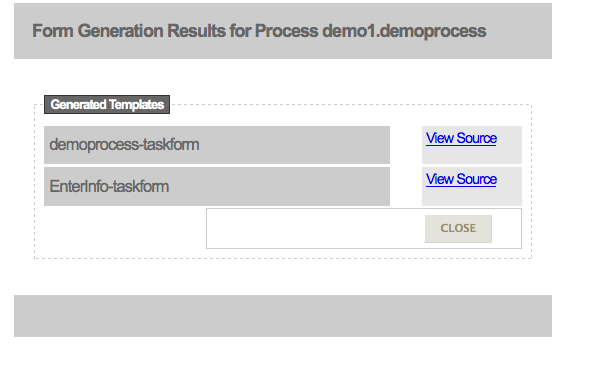 Form Generation Results for Process demo1.demoprocess
Generated Templates
demoprocess-taskform View Source
EnterInfo-taskform View Source
CLOSE